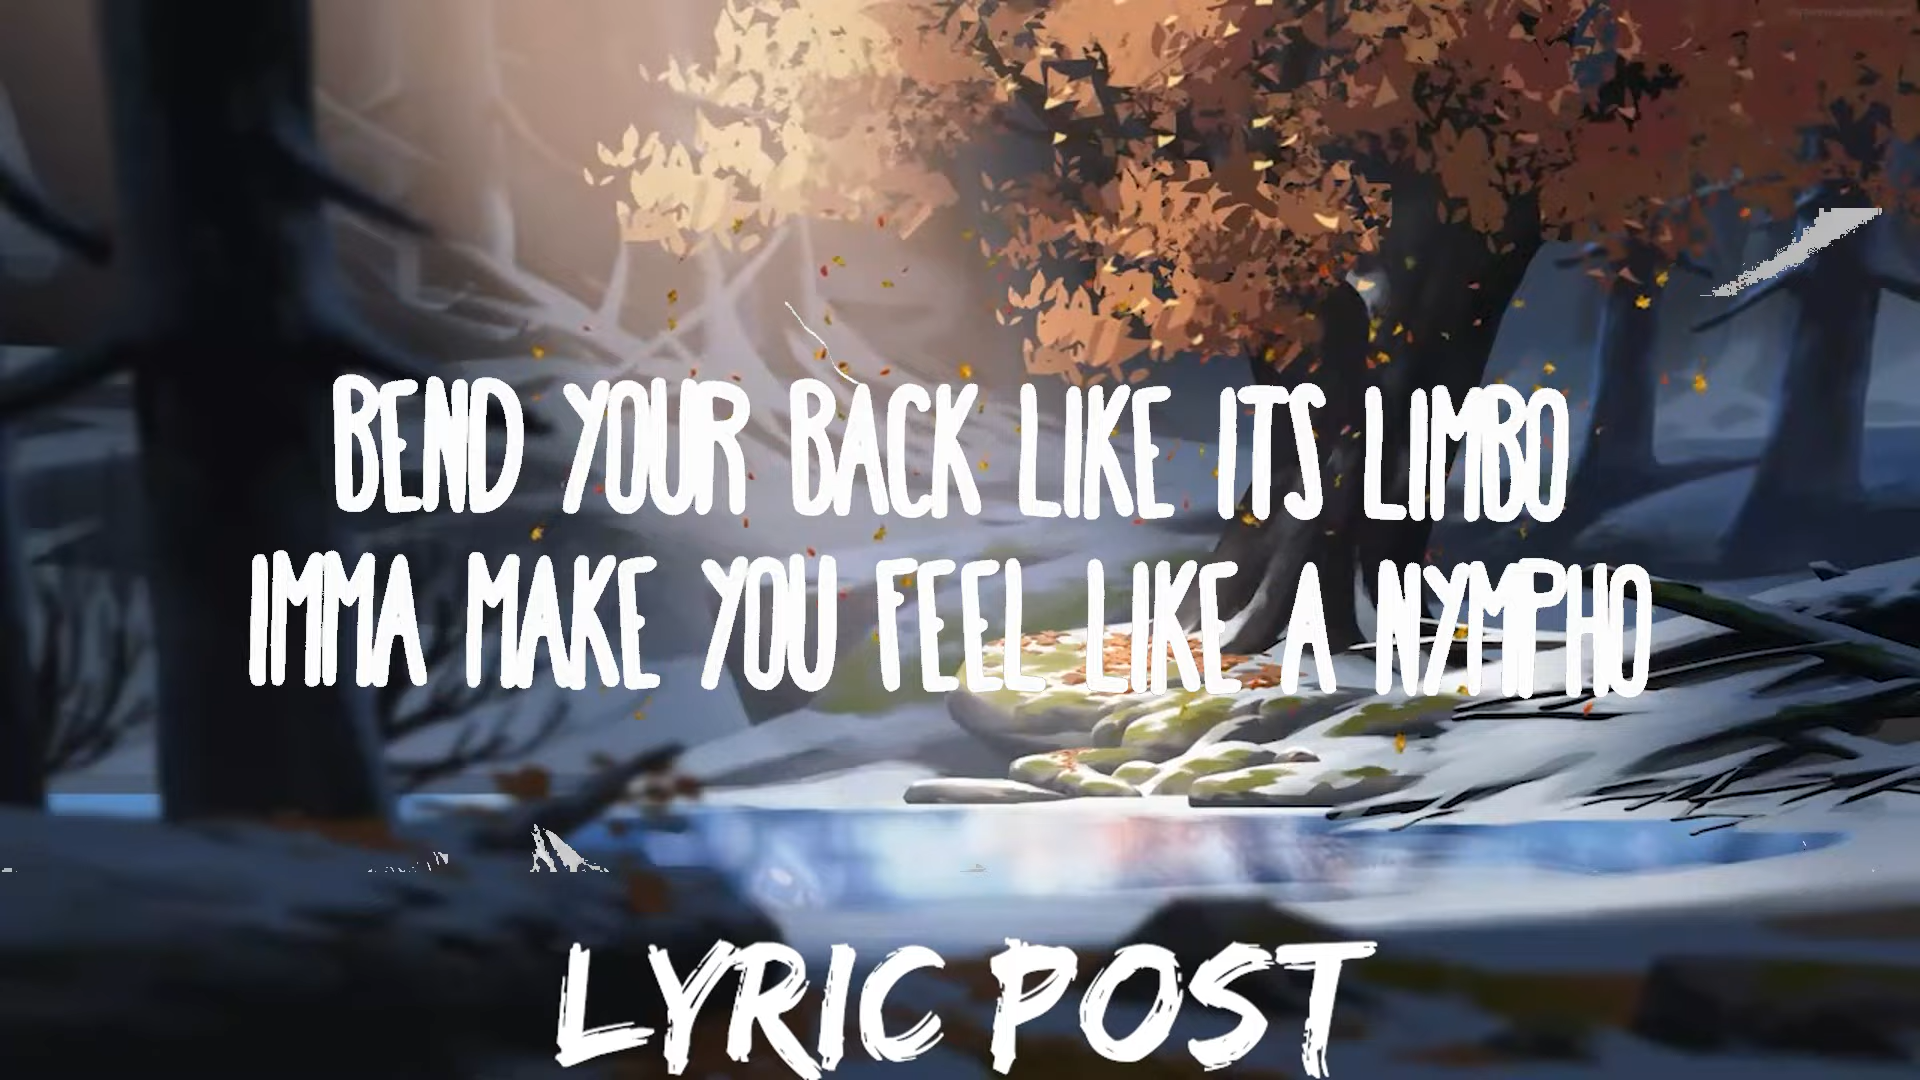 BEND YOUR BACK LIKE ITS LIMBO
IMMA MAKE YOU FEEL LIKE A NYMPHO
LYRIC POST